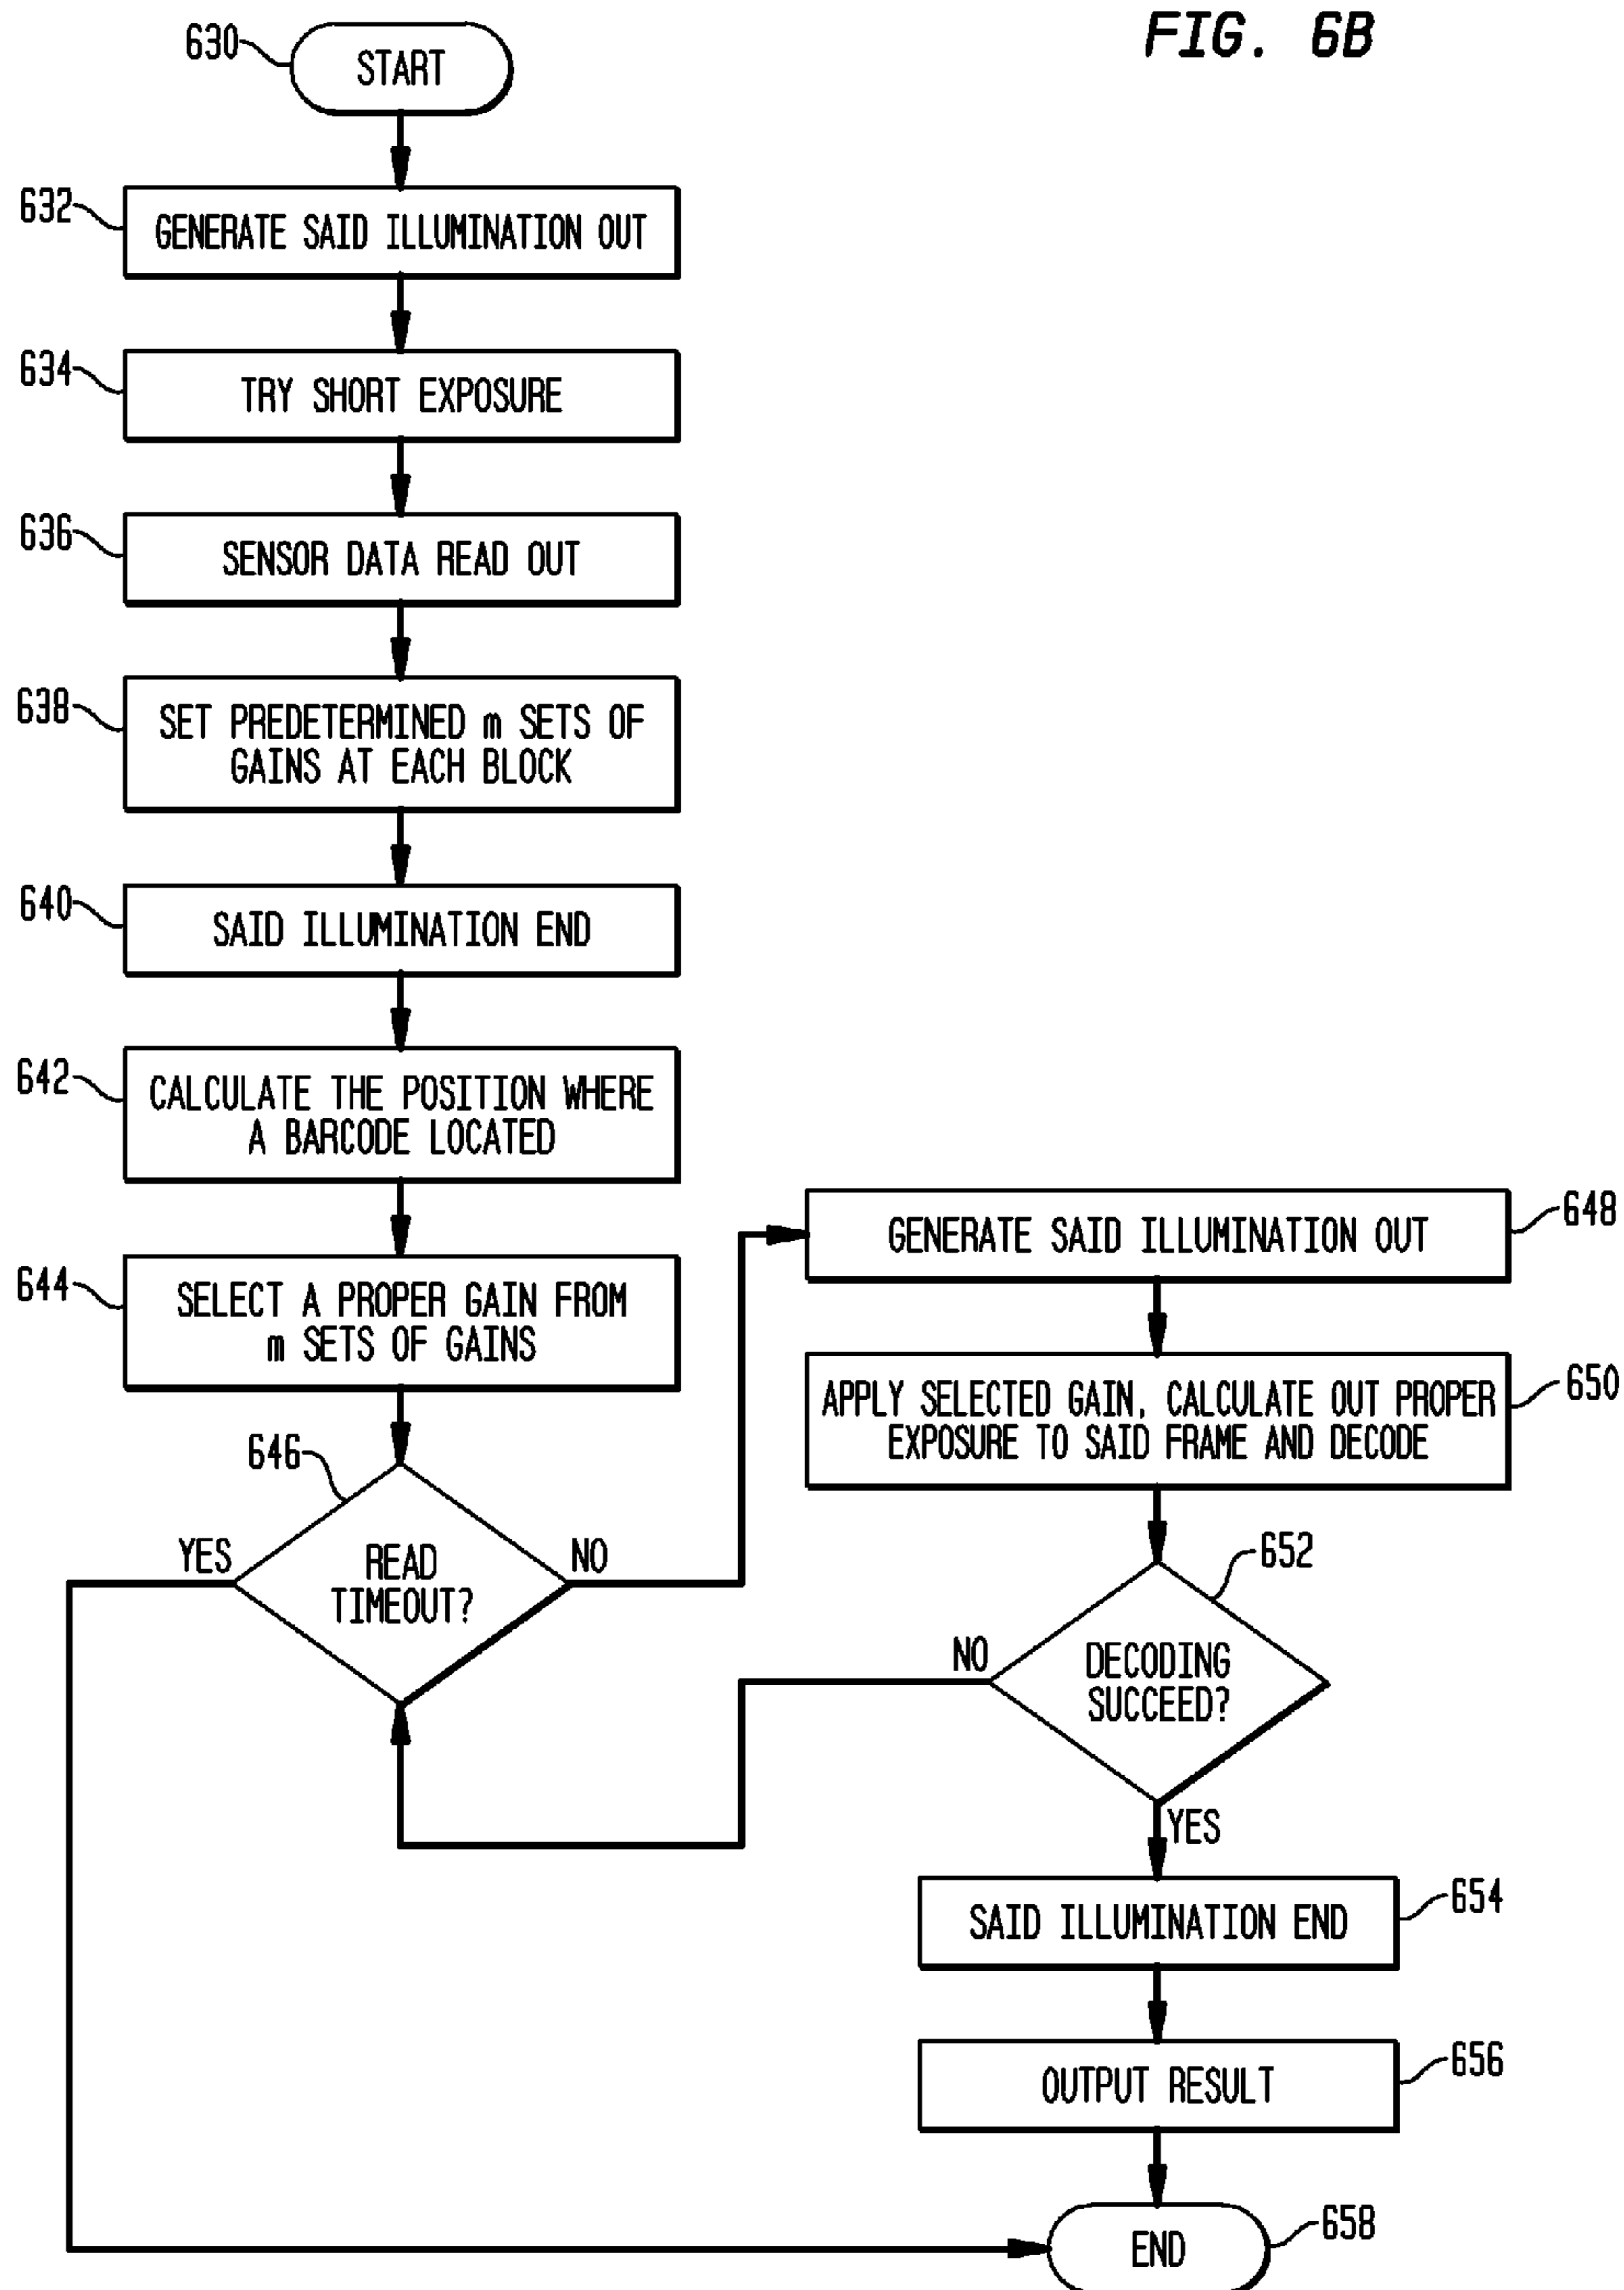 FIG. 6B
630
START
632
GENERATE SAID ILLUMINATION OUT
634
TRY SHORT EXPOSURE
636
SENSOR DATA READ OUT
638
SET PREDETERMINED m SETS OF
GAINS AT EACH BLOCK
640
SAID ILLUMINATION END
642
CALCULATE THE POSITION WHERE
A BARCODE LOCATED
644
SELECT A PROPER GAIN FROM
m SETS OF GAINS
646
READ
TIMEOUT?
YES
NO
648
GENERATE SAID ILLUMINATION OUT
650
APPLY SELECTED GAIN, CALCULATE OUT PROPER
EXPOSURE TO SAID FRAME AND DECODE
652
DECODING
SUCCEED?
NO
YES
654
SAID ILLUMINATION END
656
OUTPUT RESULT
658
END